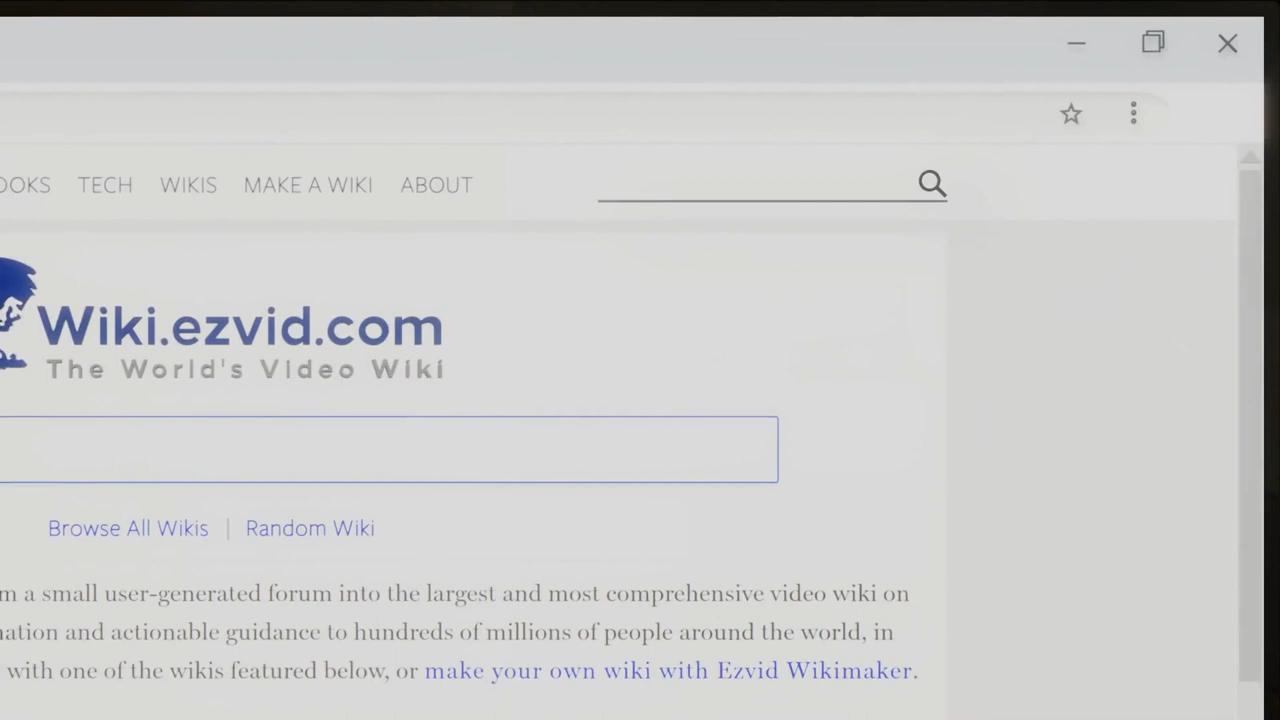 TECH WIKIS MAKE A WIKI ABOUT
Wiki.ezvid.com
The World's Video Wiki
Browse All Wikis | Random Wiki
a small user-generated forum into the largest and most comprehensive video wiki on
and actionable guidance to hundreds of millions of people around the world, in
with one of the wikis featured below, or make your own wiki with Ezvid Wikimaker.